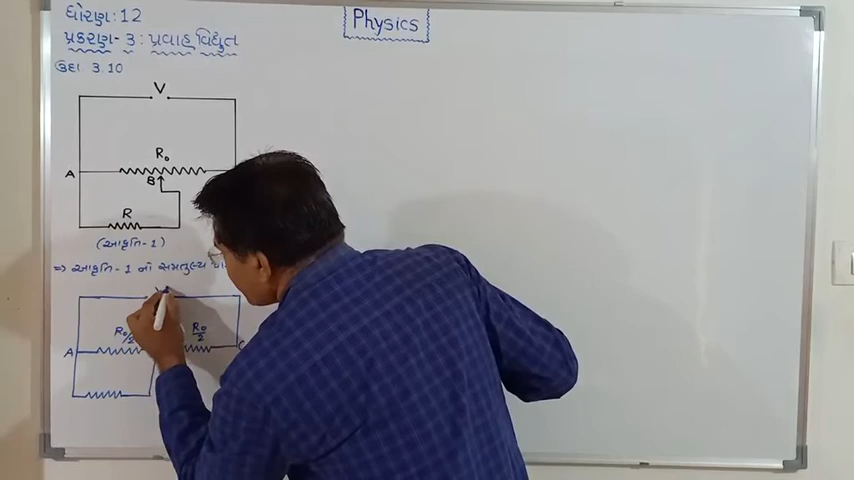 ધોરણ : 12
Physics
પ્રકરણ - 3 : પ્રવાહ વિદ્યુત
ઉદા 3.10
V
R₀
A
B
R
(આકૃતિ - 1)
⇒ આકૃતિ - 1 નો સમતુલ્ય
R₀/2 R₀/2
A